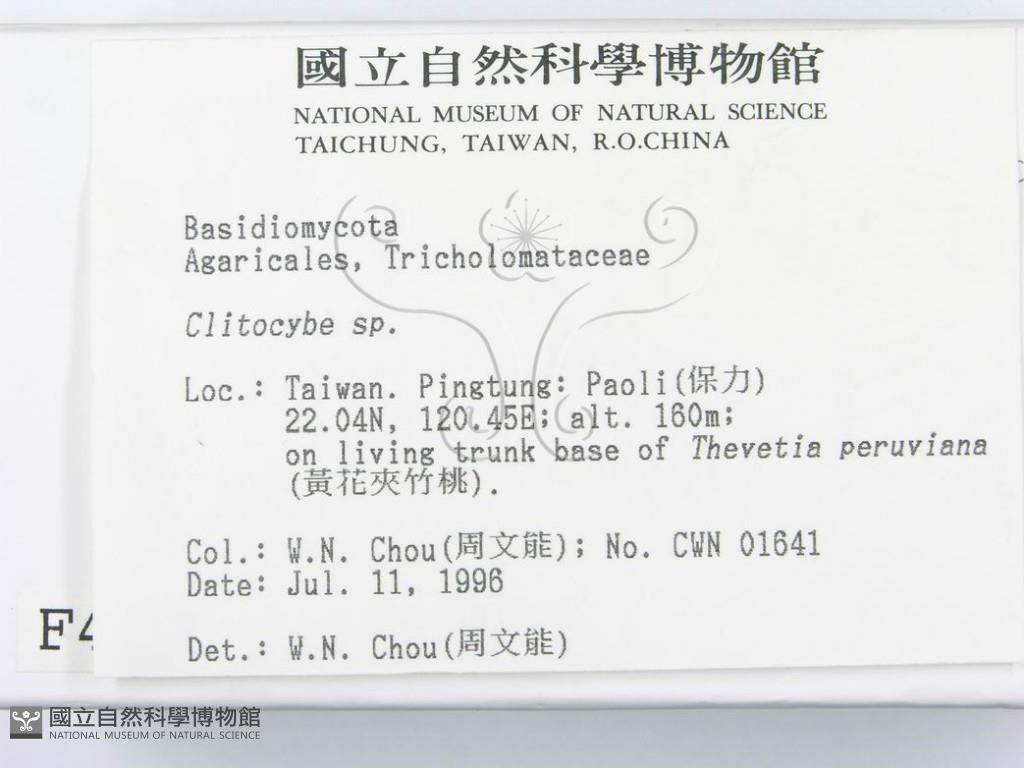 國立自然科學博物館
NATIONAL MUSEUM OF NATURAL SCIENCE
TAICHUNG, TAIWAN, R.O.CHINA
Basidiomycota
Agaricales, Tricholomataceae
Clitocybe sp.
Loc.: Taiwan. Pingtung: Paoli(保力)
22.04N, 120.45E; alt. 160m;
on living trunk base of Thevetia peruviana
(黃花夾竹桃).
Col.: W.N. Chou(周文能); No. CWN 01641
Date: Jul. 11, 1996
F4
Det.: W.N. Chou(周文能)
國立自然科學博物館
NATIONAL MUSEUM OF NATURAL SCIENCE